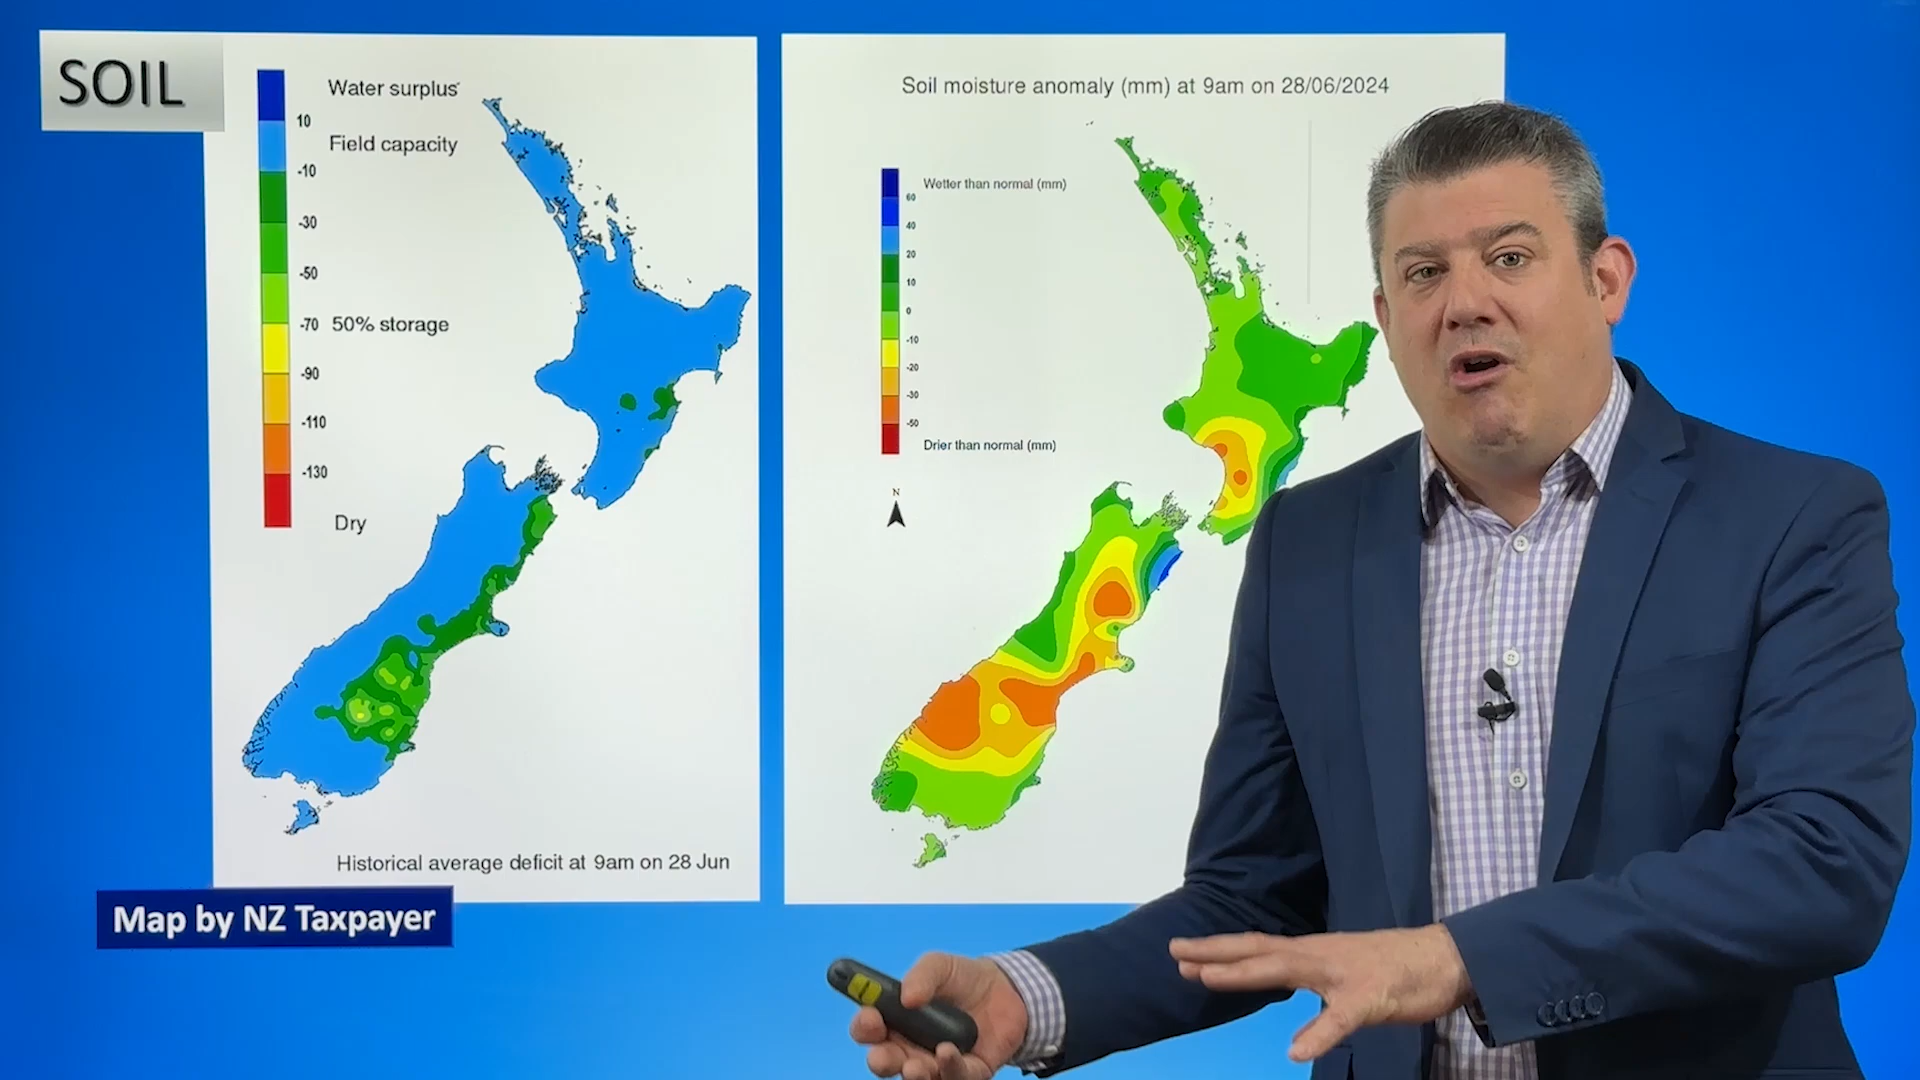 SOIL
Water surplus
10
Field capacity
-10
-30
-50
-70 50% storage
-90
-110
-130
Dry
Historical average deficit at 9am on 28 Jun
Map by NZ Taxpayer
Soil moisture anomaly (mm) at 9am on 28/06/2024
Wetter than normal (mm)
60
40
20
10
0
-10
-20
-30
-50
Drier than normal (mm)
N